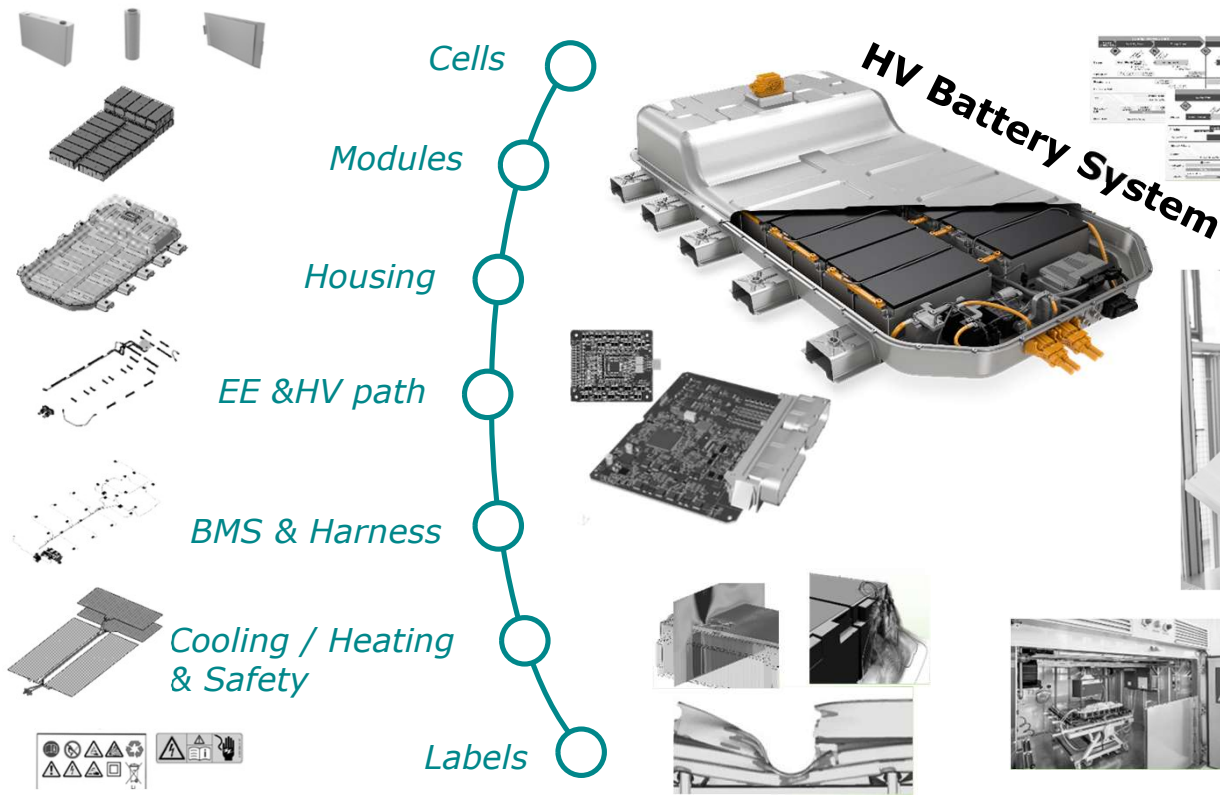 Cells
HV Battery System
Modules
Housing
EE &HV path
BMS & Harness
Cooling / Heating
& Safety
Labels